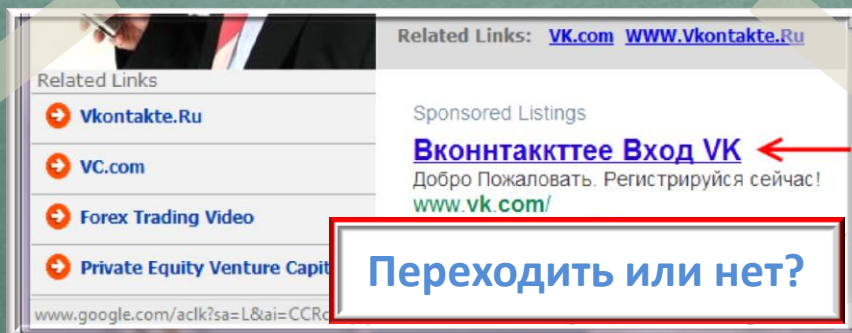 Related Links: VK.com WWW.Vkontakte.Ru
Related Links
Vkontakte.Ru
VC.com
Forex Trading Video
Private Equity Venture Capit
www.google.com/aclk?sa=L&ai=CCR
Sponsored Listings
Вконнтаккттее Вход VK
Добро Пожаловать. Регистрируйся сейчас!
www.vk.com/
Переходить или нет?